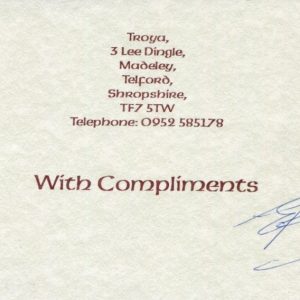 Troya,
3 Lee Dingle,
Madeley,
Telford,
Shropshire,
TF7 5TW
Telephone: 0952 585178
With Compliments